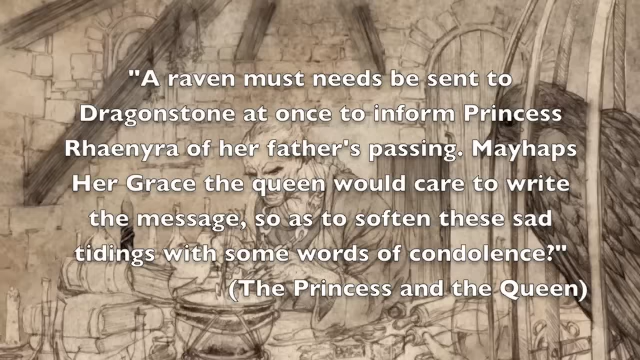 "A raven must needs be sent to
Dragonstone at once to inform Princess
Rhaenyra of her father's passing. Mayhaps
Her Grace the queen would care to write
the message, so as to soften these sad
tidings with some words of condolence?"
(The Princess and the Queen)